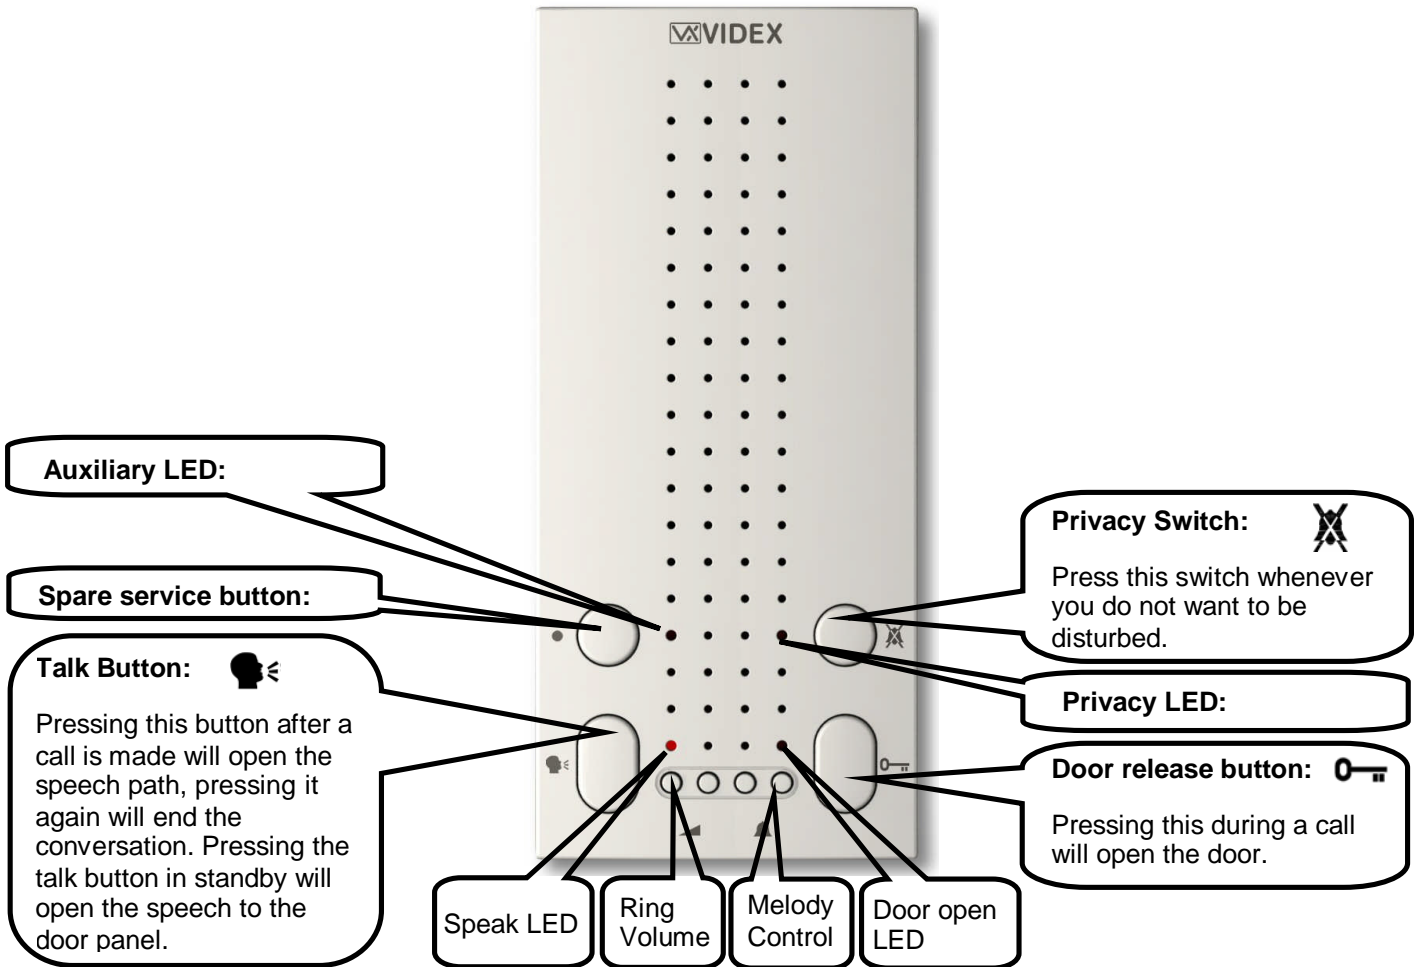 VIDEX
Auxiliary LED:
Spare service button:
Talk Button:
Pressing this button after a
call is made will open the
speech path, pressing it
again will end the
conversation. Pressing the
talk button in standby will
open the speech to the
door panel.
Privacy Switch:
Press this switch whenever
you do not want to be
disturbed.
Privacy LED:
Door release button:
Pressing this during a call
will open the door.
Speak LED
Ring
Volume
Melody
Control
Door open
LED